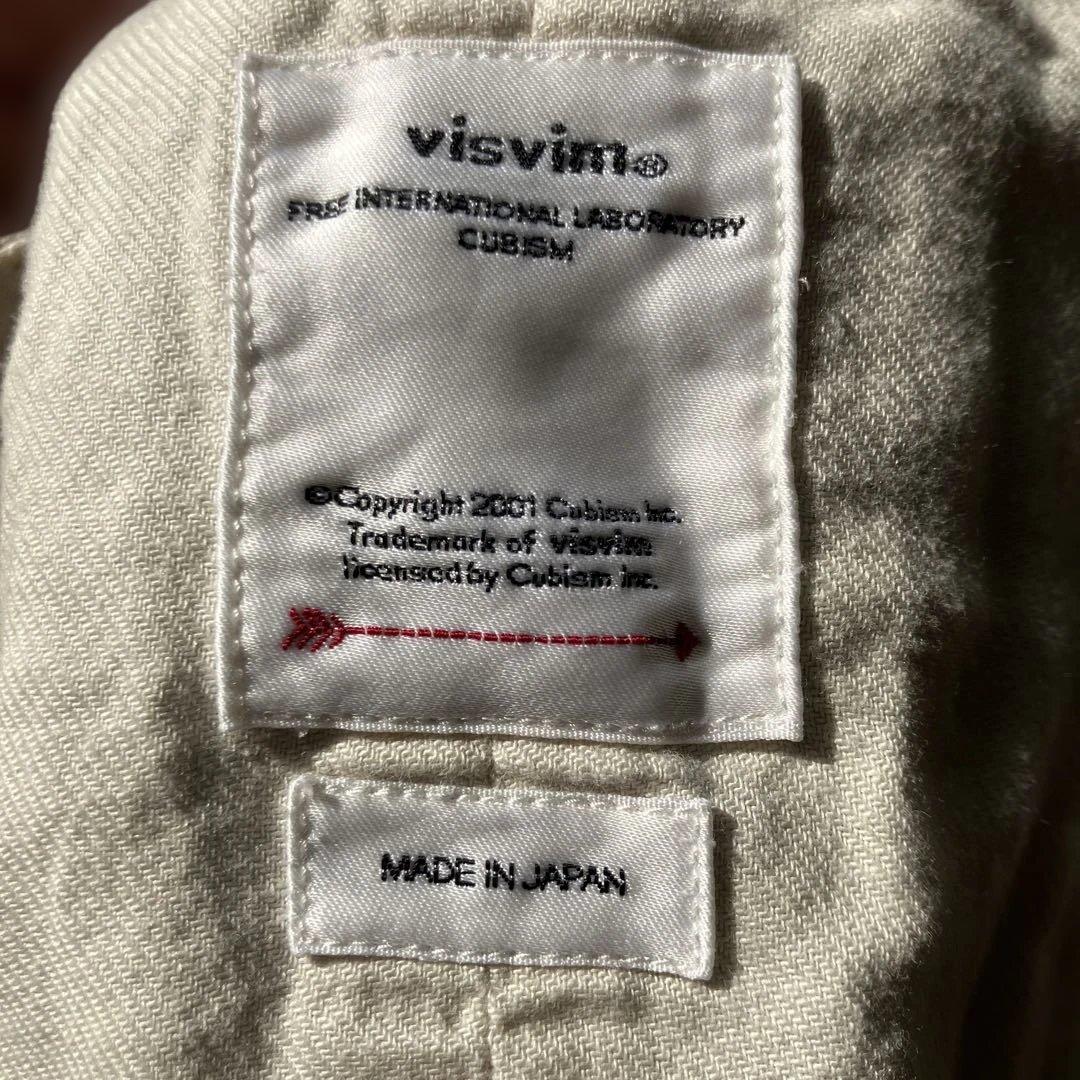 visvim®
FREE INTERNATIONAL LABORATORY
CUBISM
©Copyright 2001 Cubism Inc.
Trademark of visvim
licensed by Cubism Inc.
MADE IN JAPAN